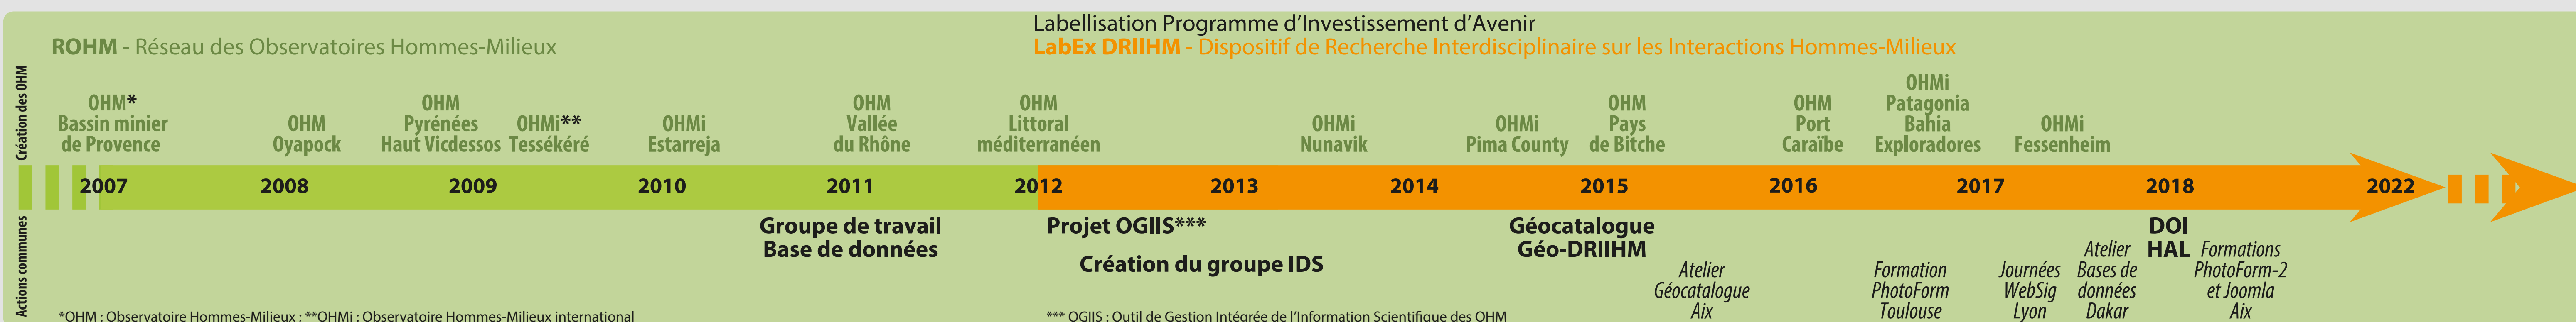 Labellisation Programme d'Investissement d'Avenir
ROHM - Réseau des Observatoires Hommes-Milieux
LabEx DRIIHM - Dispositif de Recherche Interdisciplinaire sur les Interactions Hommes-Milieux
Création des OHM
OHM*
Bassin minier
de Provence
OHM
Oyapock
OHM
Pyrénées
Haut Vicdessos
OHMi**
Tessékéré
OHMi
Estarreja
OHM
Vallée
du Rhône
OHM
Littoral
méditerranéen
OHMi
Nunavik
OHMi
Pima County
OHM
Pays
de Bitche
OHM
Port
Caraïbe
OHMi
Patagonia
Bahia
Exploradores
OHMi
Fessenheim
2007 2008 2009 2010 2011 2012 2013 2014 2015 2016 2017 2018 2022
Actions communes
Groupe de travail
Base de données
Projet OGIIS***
Création du groupe IDS
Géocatalogue
Géo-DRIIHM
Atelier
Géocatalogue
Aix
Formation
PhotoForm
Toulouse
Journées
WebSig
Lyon
Atelier
Bases de
données
Dakar
DOI
HAL
Formations
PhotoForm-2
et Joomla
Aix
*OHM : Observatoire Hommes-Milieux ; **OHMi : Observatoire Hommes-Milieux international
*** OGIIS : Outil de Gestion Intégrée de l'Information Scientifique des OHM